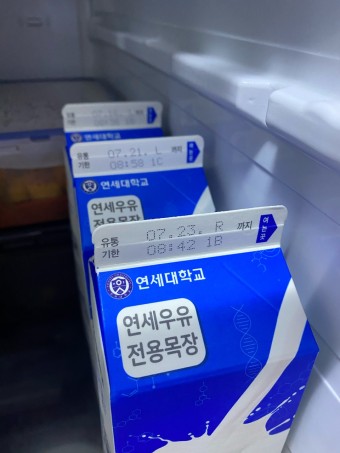 연세대학교
유통 07.21. L 까지
기한 08:58 1C
연세대학교
연세우유
전용목장
유통 07.23. R 까지
기한 08:42 1B
연세대학교
연세우유
전용목장